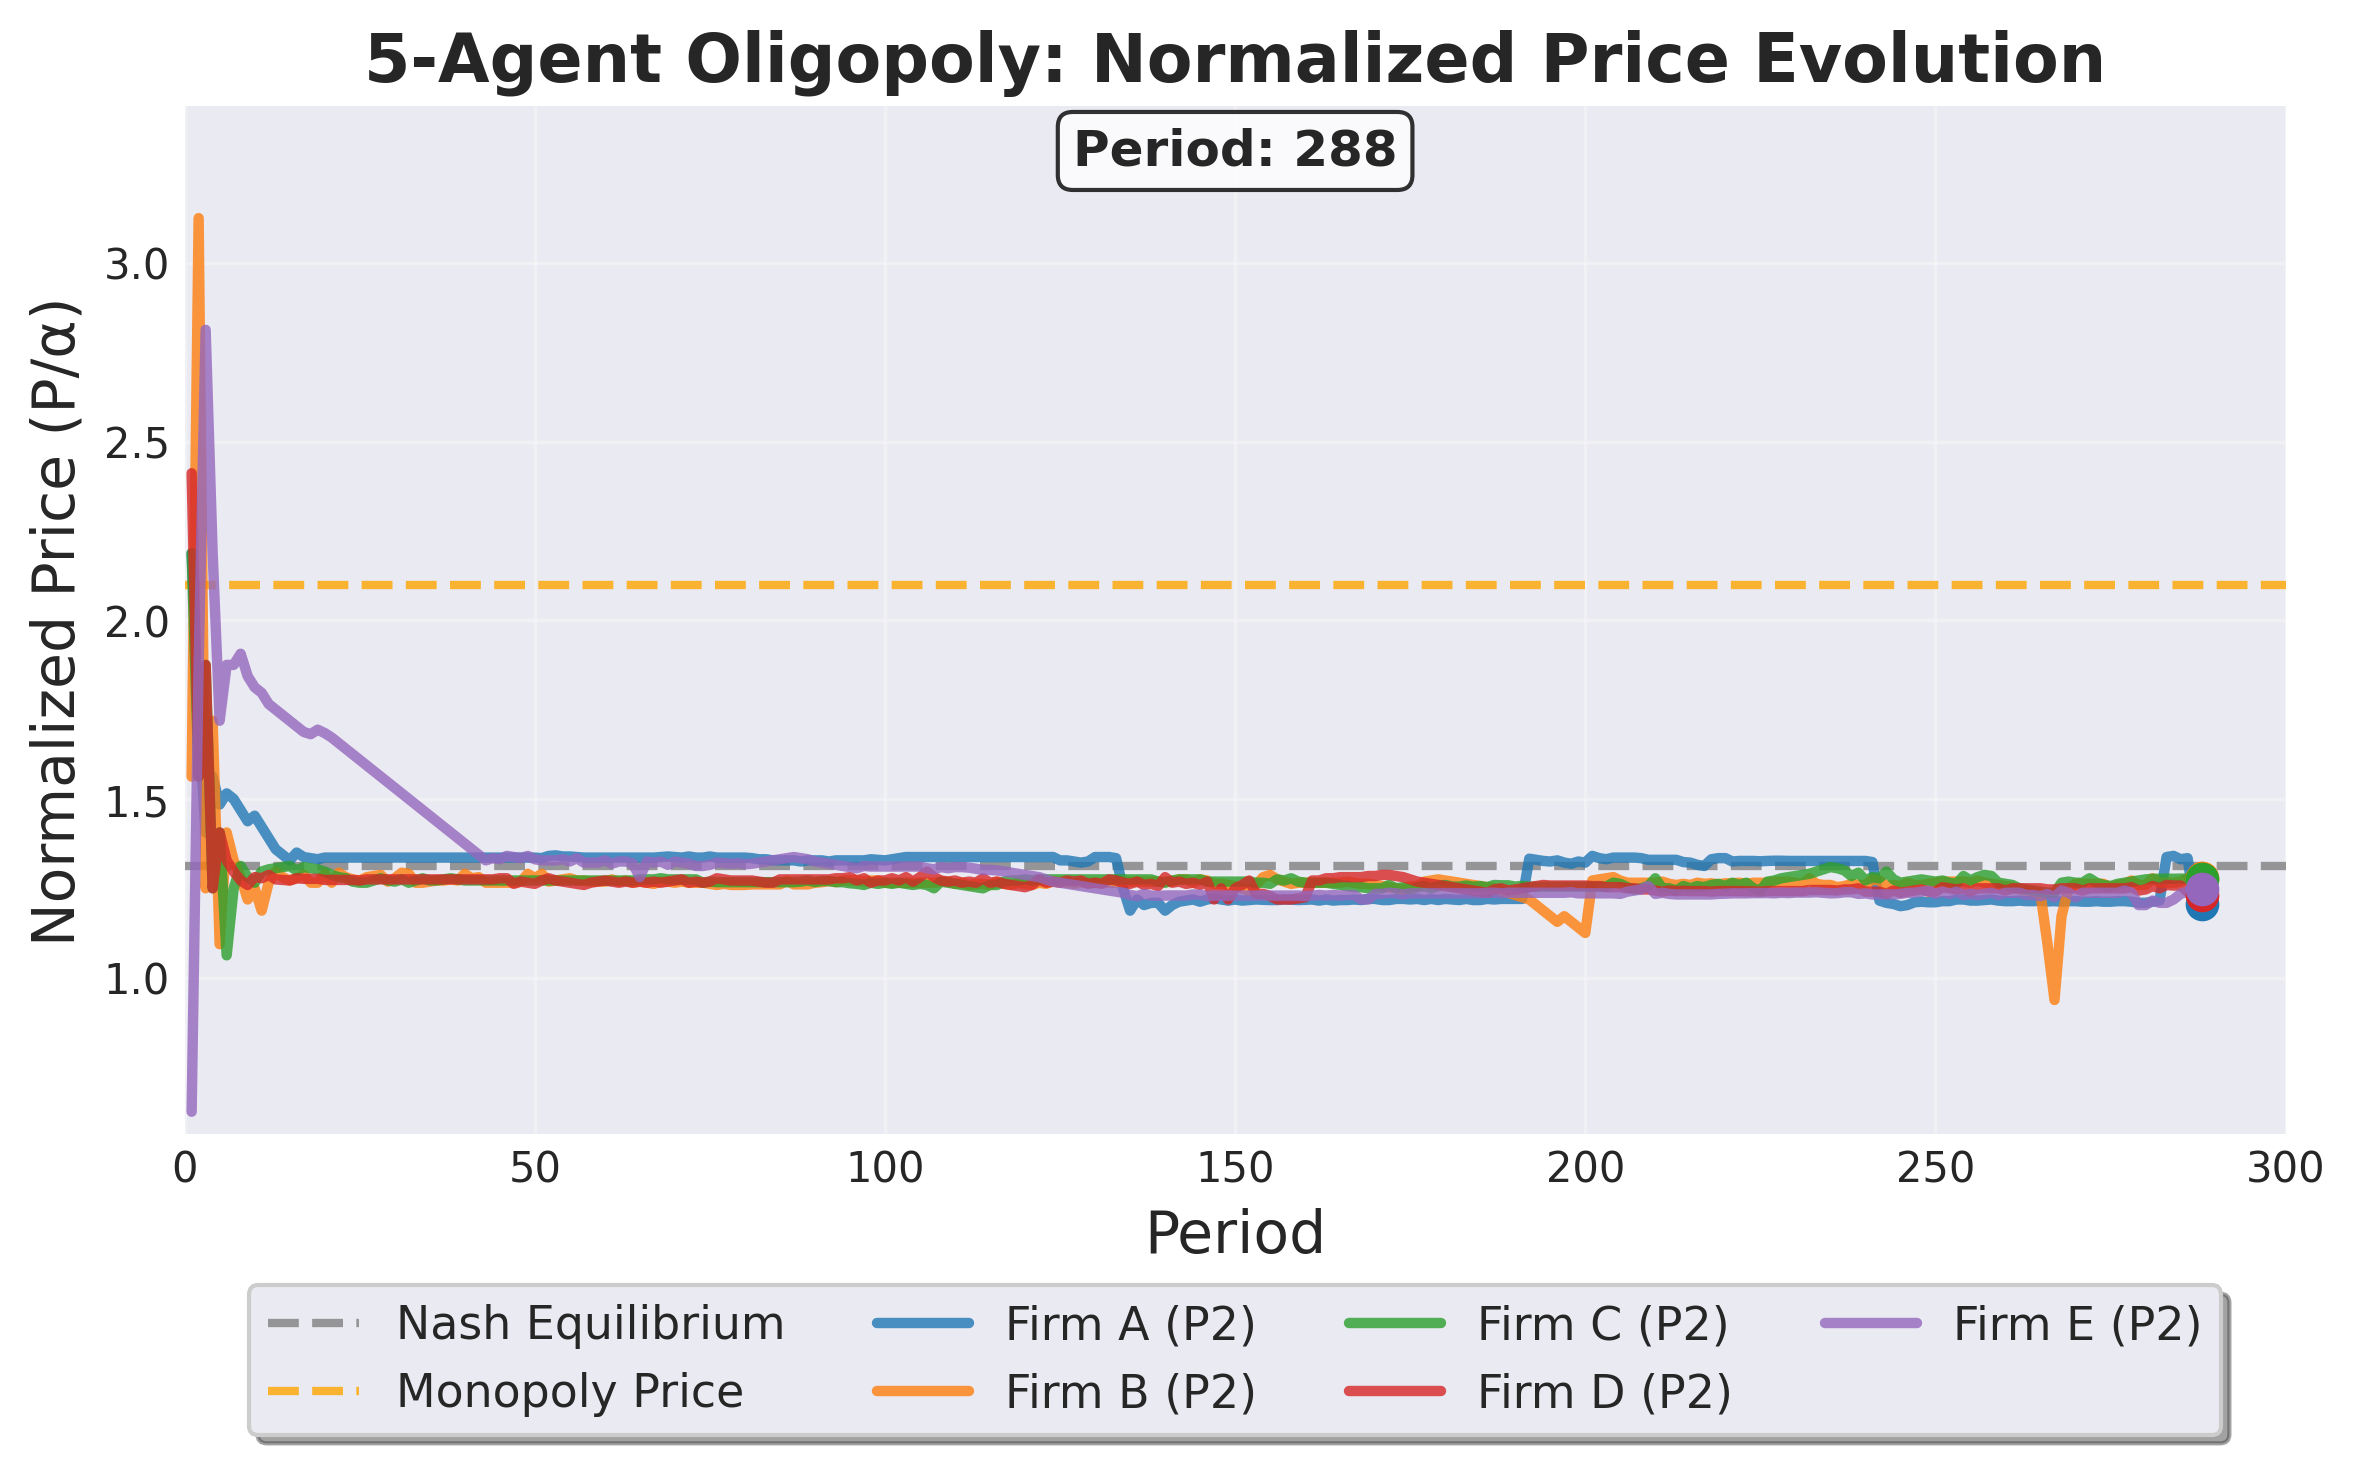 5-Agent Oligopoly: Normalized Price Evolution
Period: 288
Normalized Price (P/α)
3.0
2.5
2.0
1.5
1.0
0
50
100
150
200
250
300
Period
Nash Equilibrium
Monopoly Price
Firm A (P2)
Firm B (P2)
Firm C (P2)
Firm D (P2)
Firm E (P2)